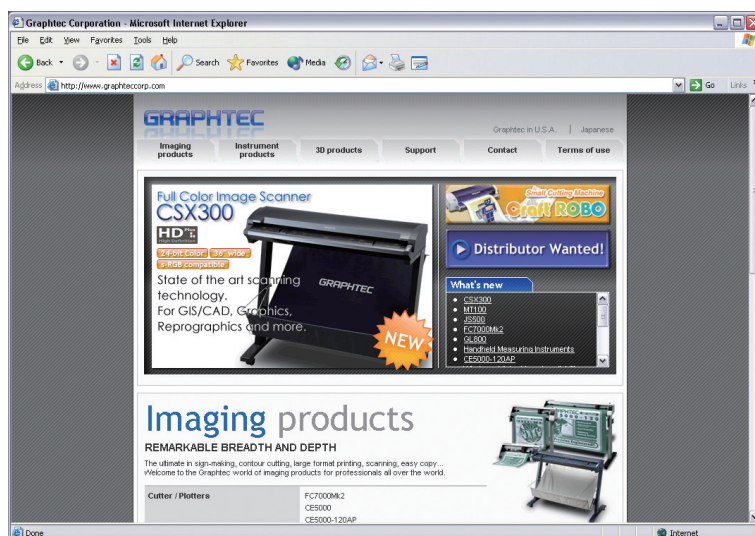 Graphtec Corporation - Microsoft Internet Explorer
File Edit View Favorites Tools Help
Back Search Favorites Media
Address http://www.graphteccorp.com Go Links
GRAPHTEC
Graphtec in U.S.A. | Japanese
Imaging products
Instrument products
3D products
Support
Contact
Terms of use
Full Color Image Scanner
CSX300
HD
High Definition
24-bit Color 36" wide
s-RGB compatible
State of the art scanning
technology.
For GIS/CAD, Graphics,
Reprographics and more.
GRAPHTEC
NEW
Small Cutting Machine
Craft ROBO
Distributor Wanted!
What's new
CSX300
MT100
JS500
FC7000Mk2
GL800
Handheld Measuring Instruments
CE5000-120AP
Imaging products
REMARKABLE BREADTH AND DEPTH
The ultimate in sign-making, contour cutting, large format printing, scanning, easy copy...
Welcome to the Graphtec world of imaging products for professionals all over the world.
Cutter / Plotters FC7000Mk2
CE5000
CE5000-120AP
Done Internet